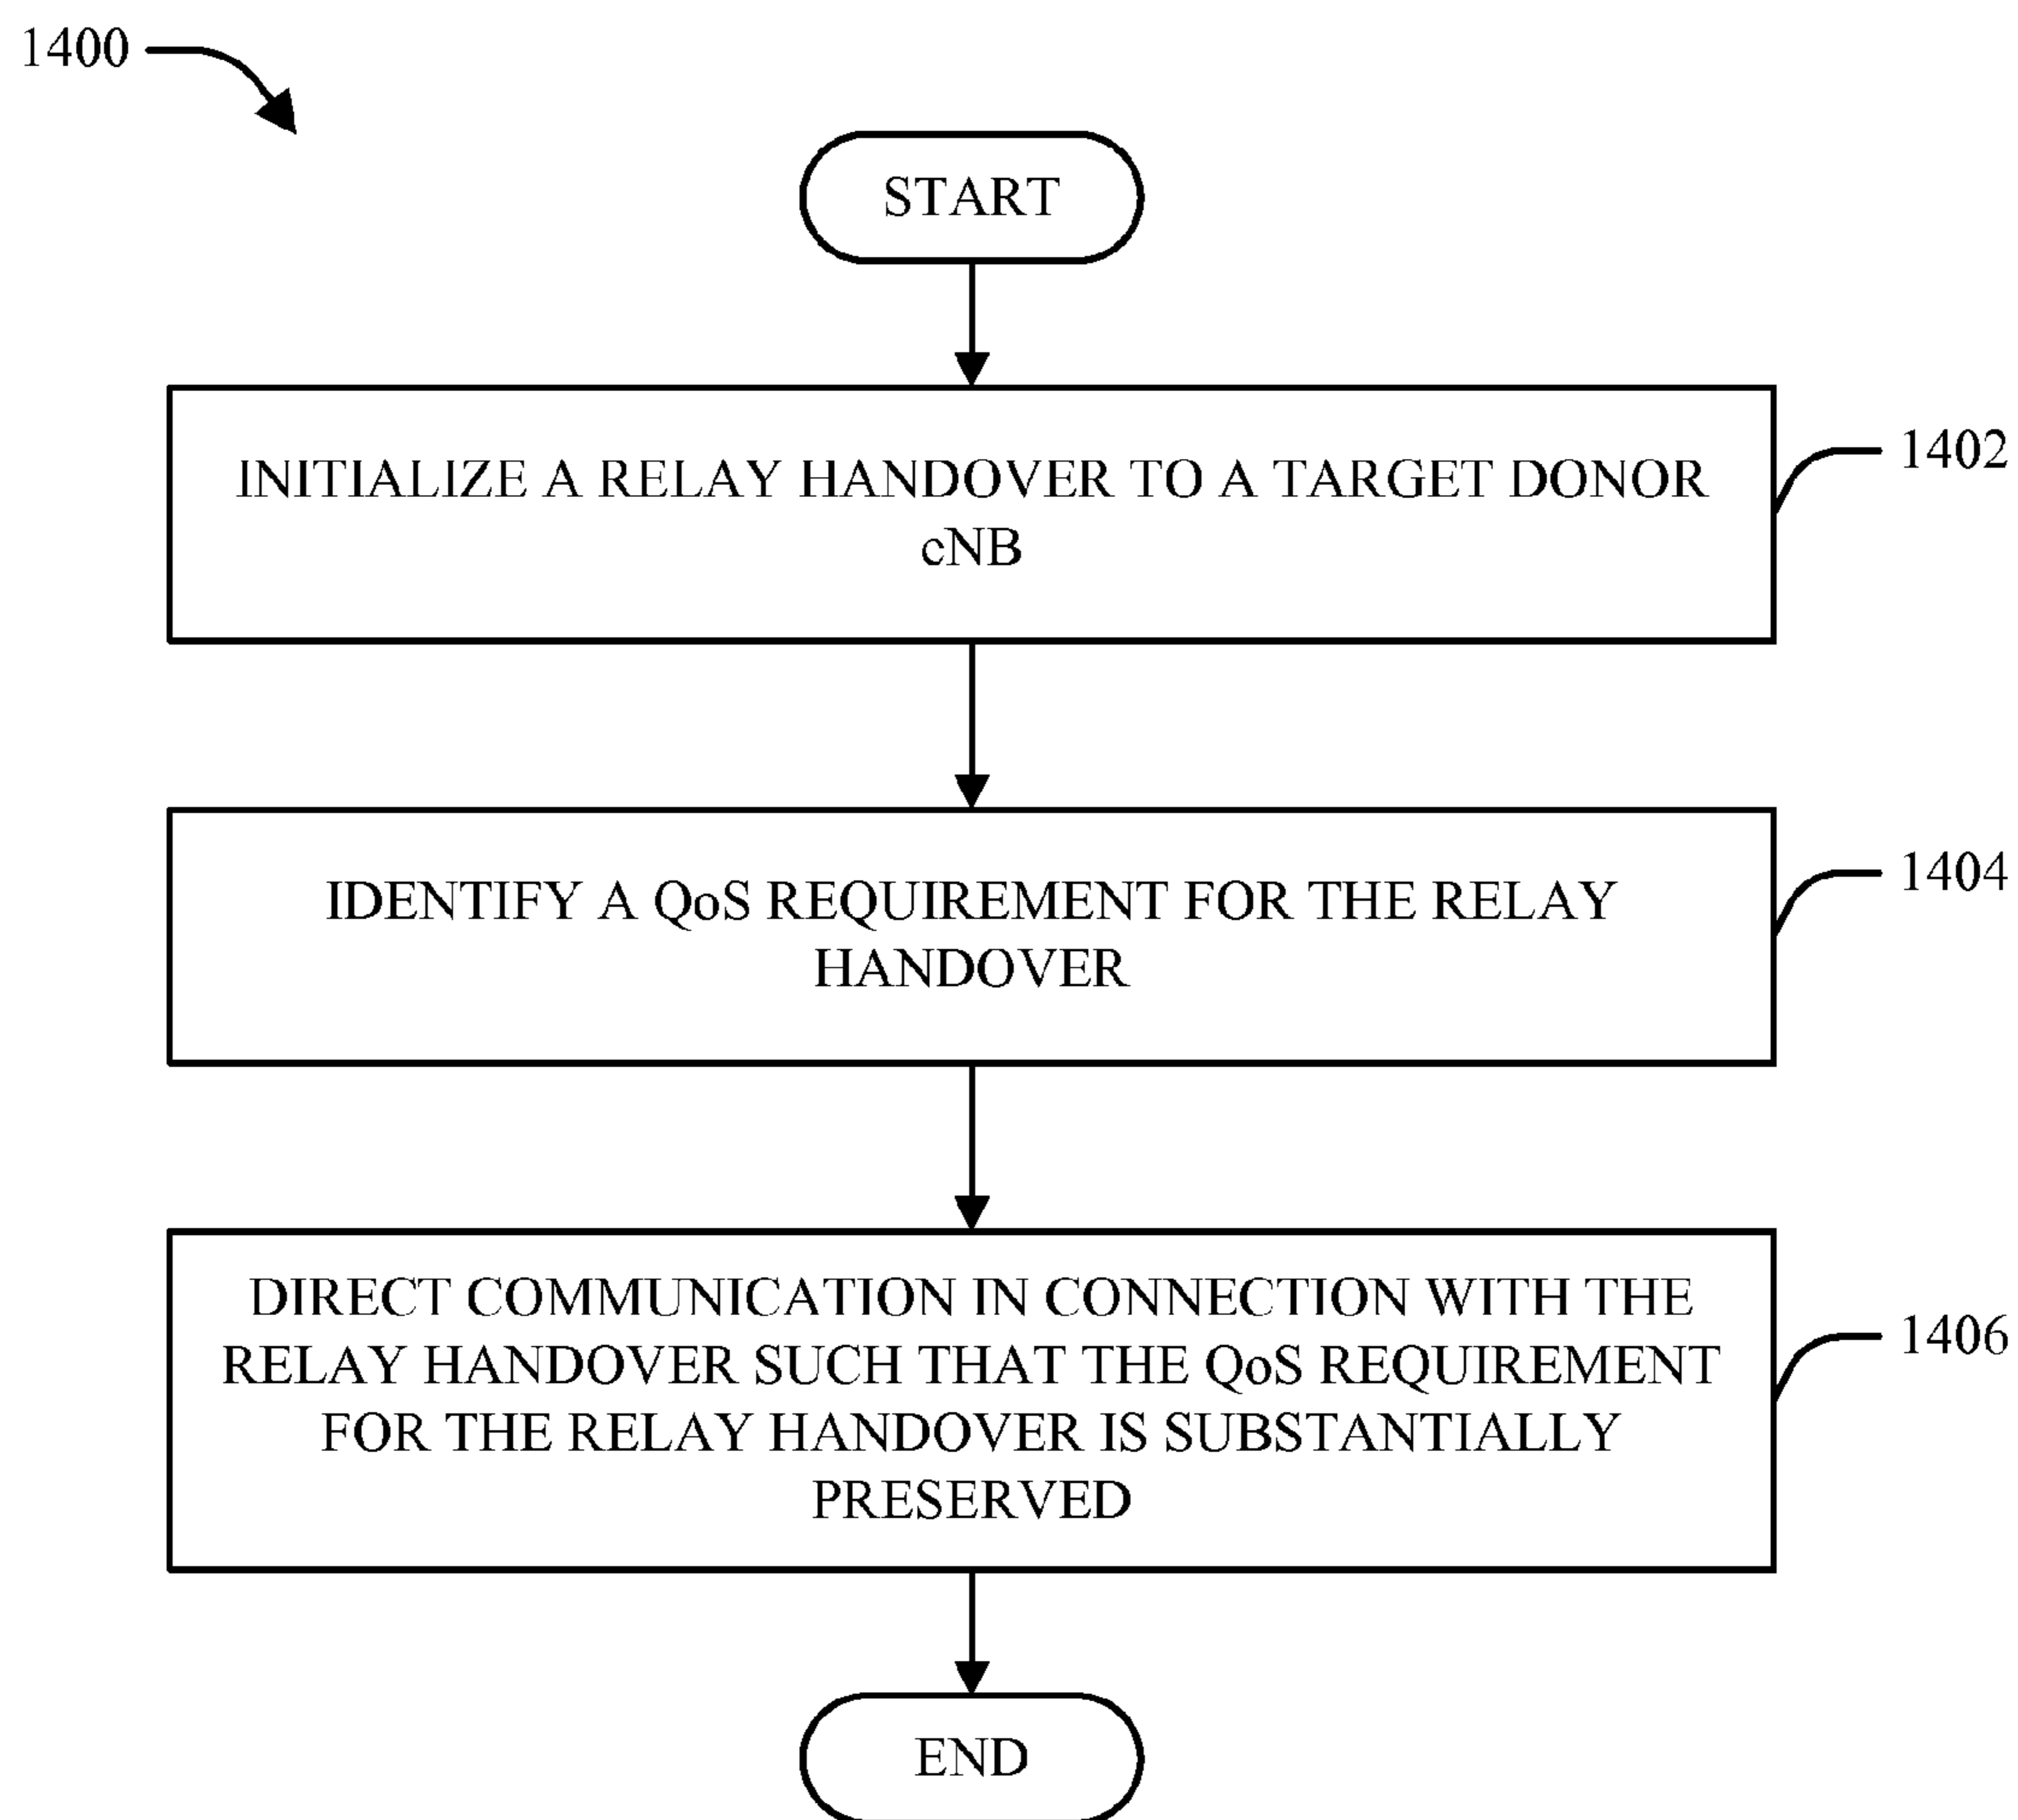 1400
START
INITIALIZE A RELAY HANDOVER TO A TARGET DONOR
cNB
1402
IDENTIFY A QoS REQUIREMENT FOR THE RELAY
HANDOVER
1404
DIRECT COMMUNICATION IN CONNECTION WITH THE
RELAY HANDOVER SUCH THAT THE QoS REQUIREMENT
FOR THE RELAY HANDOVER IS SUBSTANTIALLY
PRESERVED
1406
END